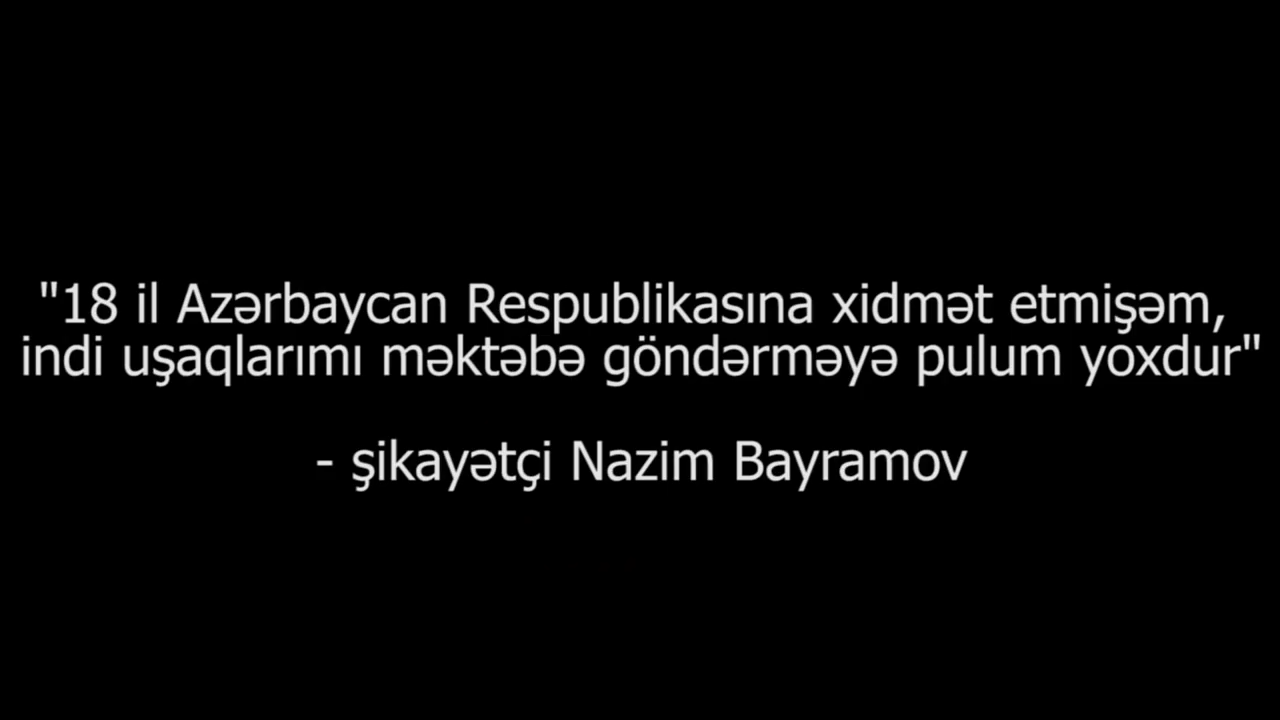 "18 il Azərbaycan Respublikasına xidmət etmişəm,
indi uşaqlarımı məktəbə göndərməyə pulum yoxdur"
- şikayətçi Nazim Bayramov